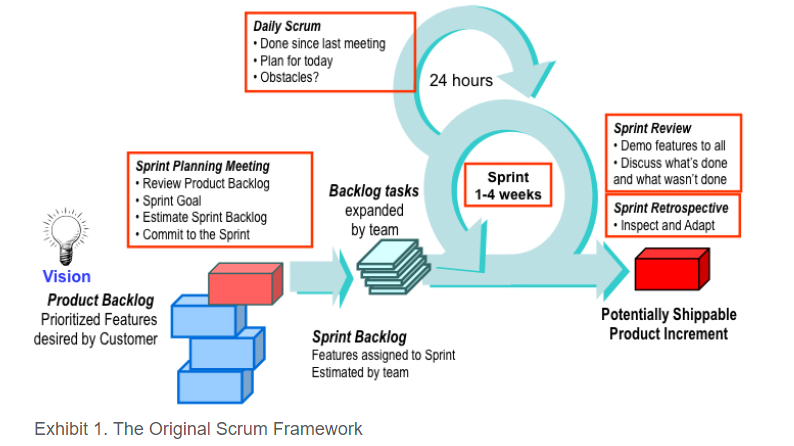 Daily Scrum
• Done since last meeting
• Plan for today
• Obstacles?
24 hours
Sprint Planning Meeting
• Review Product Backlog
• Sprint Goal
• Estimate Sprint Backlog
• Commit to the Sprint
Backlog tasks
expanded
by team
Sprint
1-4 weeks
Sprint Review
• Demo features to all
• Discuss what's done
and what wasn't done
Sprint Retrospective
• Inspect and Adapt
Vision
Product Backlog
Prioritized Features
desired by Customer
Sprint Backlog
Features assigned to Sprint
Estimated by team
Potentially Shippable
Product Increment
Exhibit 1. The Original Scrum Framework